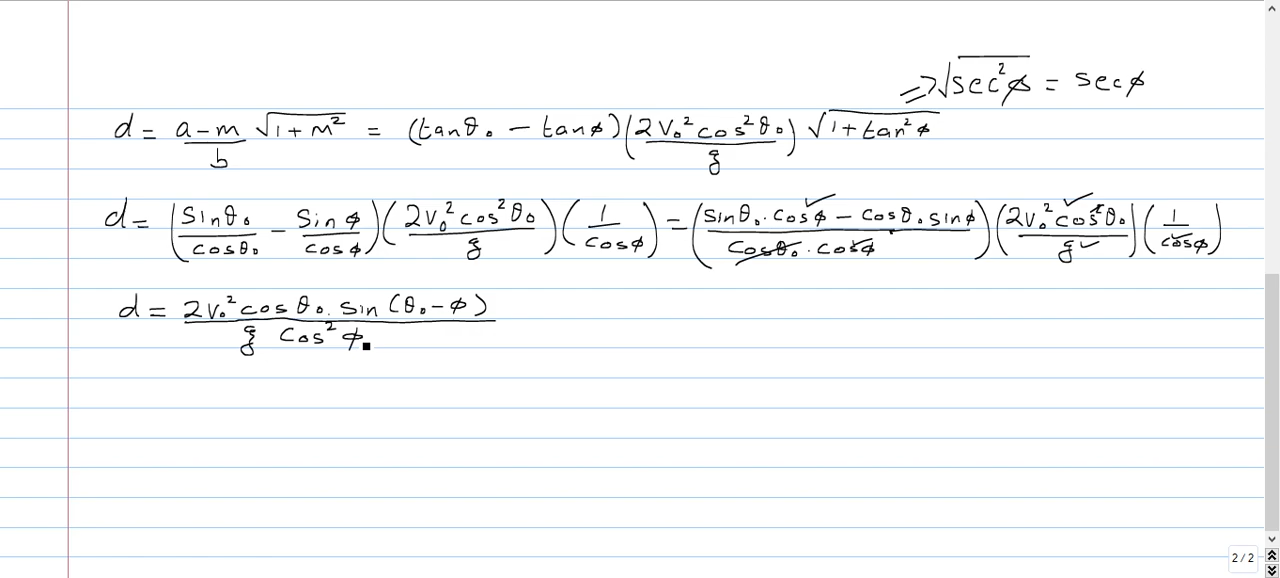 ⇒ √sec²φ = secφ
d = (a − m)/b √(1 + m²) = (tanθ₀ − tanφ)(2V₀²cos²θ₀/g) √(1 + tan²φ)
d = (sinθ₀/cosθ₀ − sinφ/cosφ)(2V₀²cos²θ₀/g)(1/cosφ) = ((sinθ₀.cosφ − cosθ₀.sinφ)/(cosθ₀.cosφ))(2V₀²cos²θ₀/g)(1/cosφ)
d = 2V₀²cosθ₀.sin(θ₀−φ)/(g cos²φ)
2 / 2